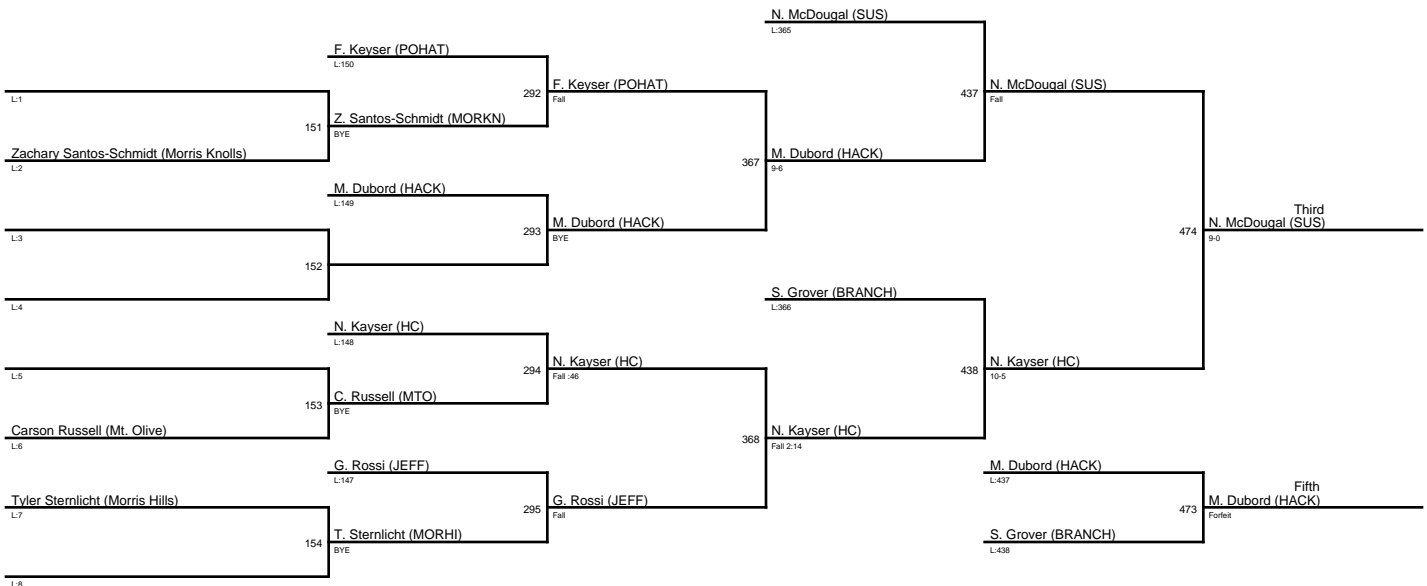 N. McDougal (SUS)
L:365
F. Keyser (POHAT)
L:150
L:1
292
F. Keyser (POHAT)
Fall
437
N. McDougal (SUS)
Fall
151
Z. Santos-Schmidt (MORKN)
BYE
Zachary Santos-Schmidt (Morris Knolls)
L:2
367
M. Dubord (HACK)
9-6
M. Dubord (HACK)
L:149
L:3
293
M. Dubord (HACK)
BYE
474
Third
N. McDougal (SUS)
9-0
152
L:4
S. Grover (BRANCH)
L:366
N. Kayser (HC)
L:148
L:5
294
N. Kayser (HC)
Fall :46
438
N. Kayser (HC)
10-5
153
C. Russell (MTO)
BYE
Carson Russell (Mt. Olive)
L:6
368
N. Kayser (HC)
Fall 2:14
G. Rossi (JEFF)
L:147
M. Dubord (HACK)
L:437
Tyler Sternlicht (Morris Hills)
L:7
295
G. Rossi (JEFF)
Fall
473
Fifth
M. Dubord (HACK)
Forfeit
154
T. Sternlicht (MORHI)
BYE
S. Grover (BRANCH)
L:438
L:8